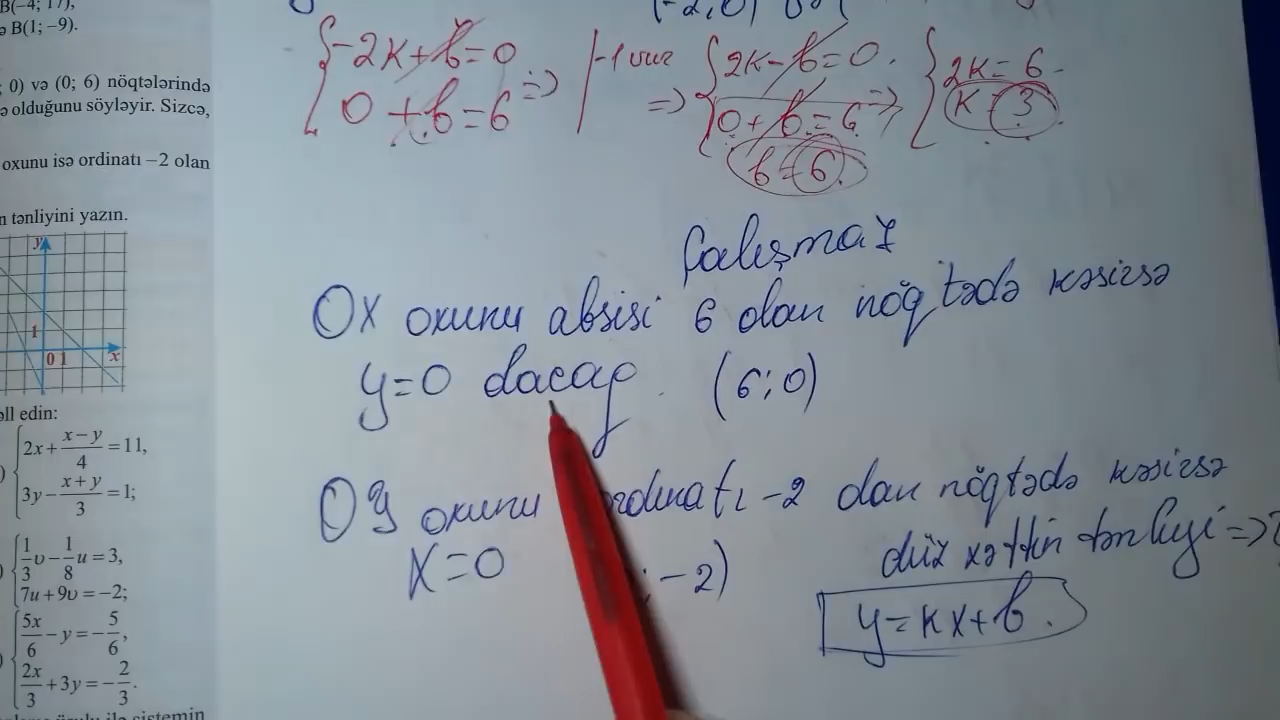 B(−4; 17),
ə B(1; −9).
; 0) və (0; 6) nöqtələrində
ə olduğunu söyləyir. Sizcə,
oxunu isə ordinatı −2 olan
n tənliyini yazın.
y
1
0 1 x
əll edin:
2x + (x − y)/4 = 11,
3y − (x + y)/3 = 1;
1/3 υ − 1/8 u = 3,
7u + 9υ = −2;
5x/6 − y = −5/6,
2x/3 + 3y = −2/3.
(−2; 0)
{−2k + b = 0 => | −1 vur => {2k − b = 0. => {2k = 6
0 + b = 6 0 + b = 6 k = 3
b = 6.
Çalışma 7
OX oxunu absisi 6 olan nöqtədə kəsirsə
y=0 dacaq. (6;0)
OY oxunu ordinatı −2 olan nöqtədə kəsirsə
X=0 ; −2) düz xəttin tənliyi =>?
y = kx + b.